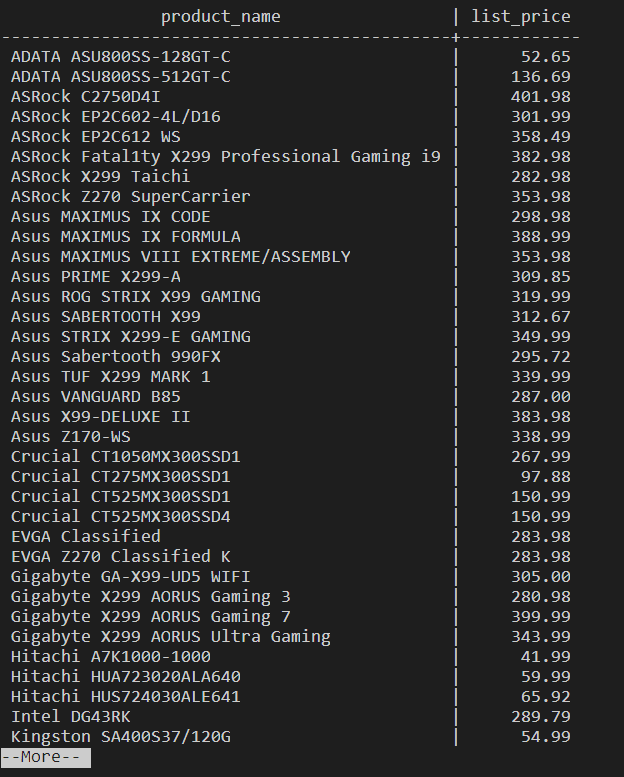 product_name | list_price
---------------------------------------------+------------
ADATA ASU800SS-128GT-C | 52.65
ADATA ASU800SS-512GT-C | 136.69
ASRock C2750D4I | 401.98
ASRock EP2C602-4L/D16 | 301.99
ASRock EP2C612 WS | 358.49
ASRock Fatal1ty X299 Professional Gaming i9 | 382.98
ASRock X299 Taichi | 282.98
ASRock Z270 SuperCarrier | 353.98
Asus MAXIMUS IX CODE | 298.98
Asus MAXIMUS IX FORMULA | 388.99
Asus MAXIMUS VIII EXTREME/ASSEMBLY | 353.98
Asus PRIME X299-A | 309.85
Asus ROG STRIX X99 GAMING | 319.99
Asus SABERTOOTH X99 | 312.67
Asus STRIX X299-E GAMING | 349.99
Asus Sabertooth 990FX | 295.72
Asus TUF X299 MARK 1 | 339.99
Asus VANGUARD B85 | 287.00
Asus X99-DELUXE II | 383.98
Asus Z170-WS | 338.99
Crucial CT1050MX300SSD1 | 267.99
Crucial CT275MX300SSD1 | 97.88
Crucial CT525MX300SSD1 | 150.99
Crucial CT525MX300SSD4 | 150.99
EVGA Classified | 283.98
EVGA Z270 Classified K | 283.98
Gigabyte GA-X99-UD5 WIFI | 305.00
Gigabyte X299 AORUS Gaming 3 | 280.98
Gigabyte X299 AORUS Gaming 7 | 399.99
Gigabyte X299 AORUS Ultra Gaming | 343.99
Hitachi A7K1000-1000 | 41.99
Hitachi HUA723020ALA640 | 59.99
Hitachi HUS724030ALE641 | 65.92
Intel DG43RK | 289.79
Kingston SA400S37/120G | 54.99
--More--